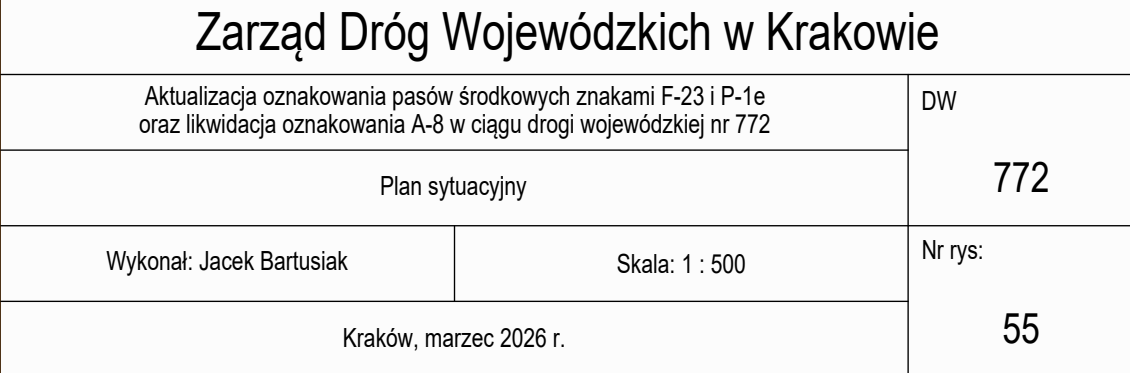 Zarząd Dróg Wojewódzkich w Krakowie
Aktualizacja oznakowania pasów środkowych znakami F-23 i P-1e
oraz likwidacja oznakowania A-8 w ciągu drogi wojewódzkiej nr 772
DW
772
Plan sytuacyjny
Wykonał: Jacek Bartusiak
Skala: 1 : 500
Nr rys:
55
Kraków, marzec 2026 r.